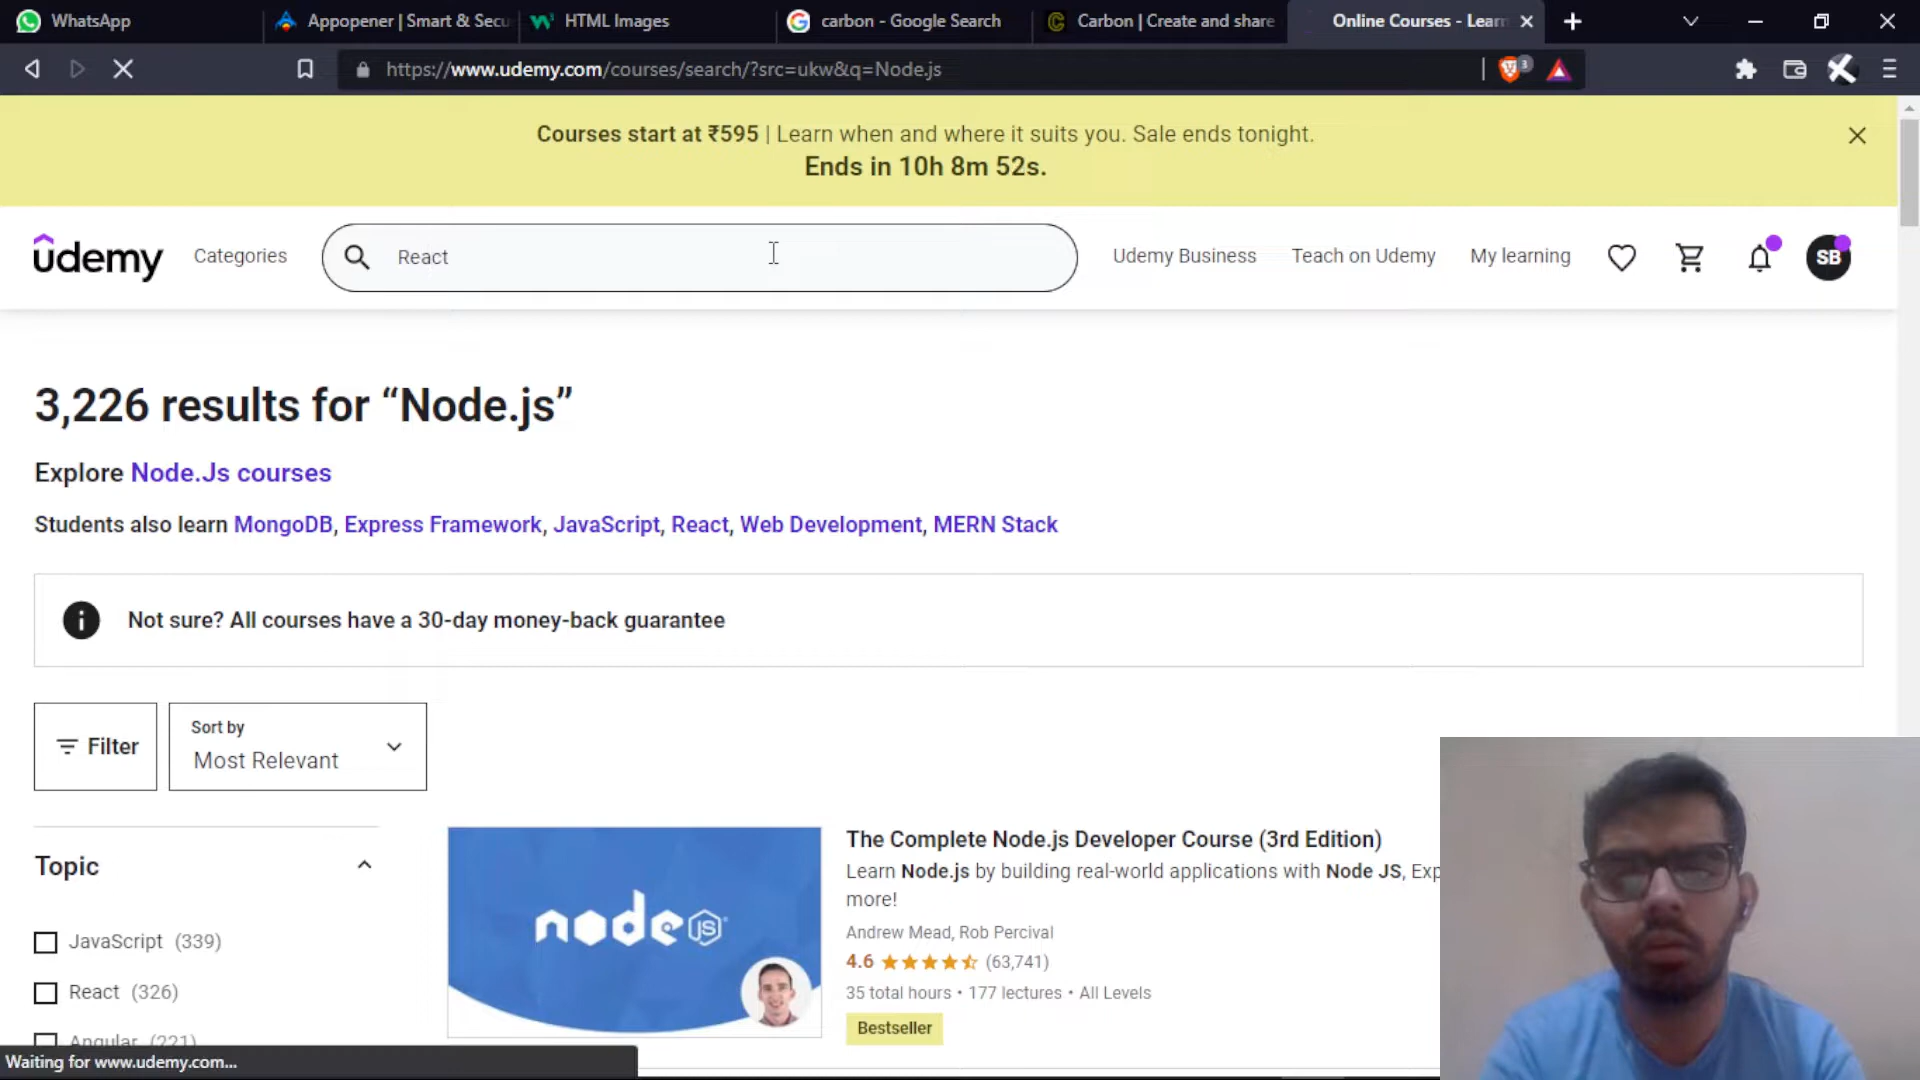 WhatsApp
Appopener | Smart & Secu
HTML Images
carbon - Google Search
Carbon | Create and share
Online Courses - Learn
https://www.udemy.com/courses/search/?src=ukw&q=Node.js
3
Courses start at ₹595 | Learn when and where it suits you. Sale ends tonight.
Ends in 10h 8m 52s.
udemy
Categories
React
Udemy Business
Teach on Udemy
My learning
SB
3,226 results for “Node.js”
Explore Node.Js courses
Students also learn MongoDB, Express Framework, JavaScript, React, Web Development, MERN Stack
Not sure? All courses have a 30-day money-back guarantee
Filter
Sort by
Most Relevant
Topic
JavaScript (339)
React (326)
Angular (221)
node JS
The Complete Node.js Developer Course (3rd Edition)
Learn Node.js by building real-world applications with Node JS, Exp
more!
Andrew Mead, Rob Percival
4.6 (63,741)
35 total hours • 177 lectures • All Levels
Bestseller
Waiting for www.udemy.com...